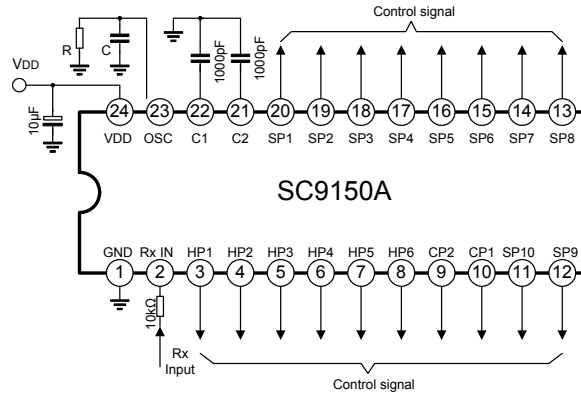 Control signal
R
C
1000pF
1000pF
VDD
10μF
24 23 22 21 20 19 18 17 16 15 14 13
VDD OSC C1 C2 SP1 SP2 SP3 SP4 SP5 SP6 SP7 SP8
SC9150A
GND Rx IN HP1 HP2 HP3 HP4 HP5 HP6 CP2 CP1 SP10 SP9
1 2 3 4 5 6 7 8 9 10 11 12
10kΩ
Rx
Input
Control signal